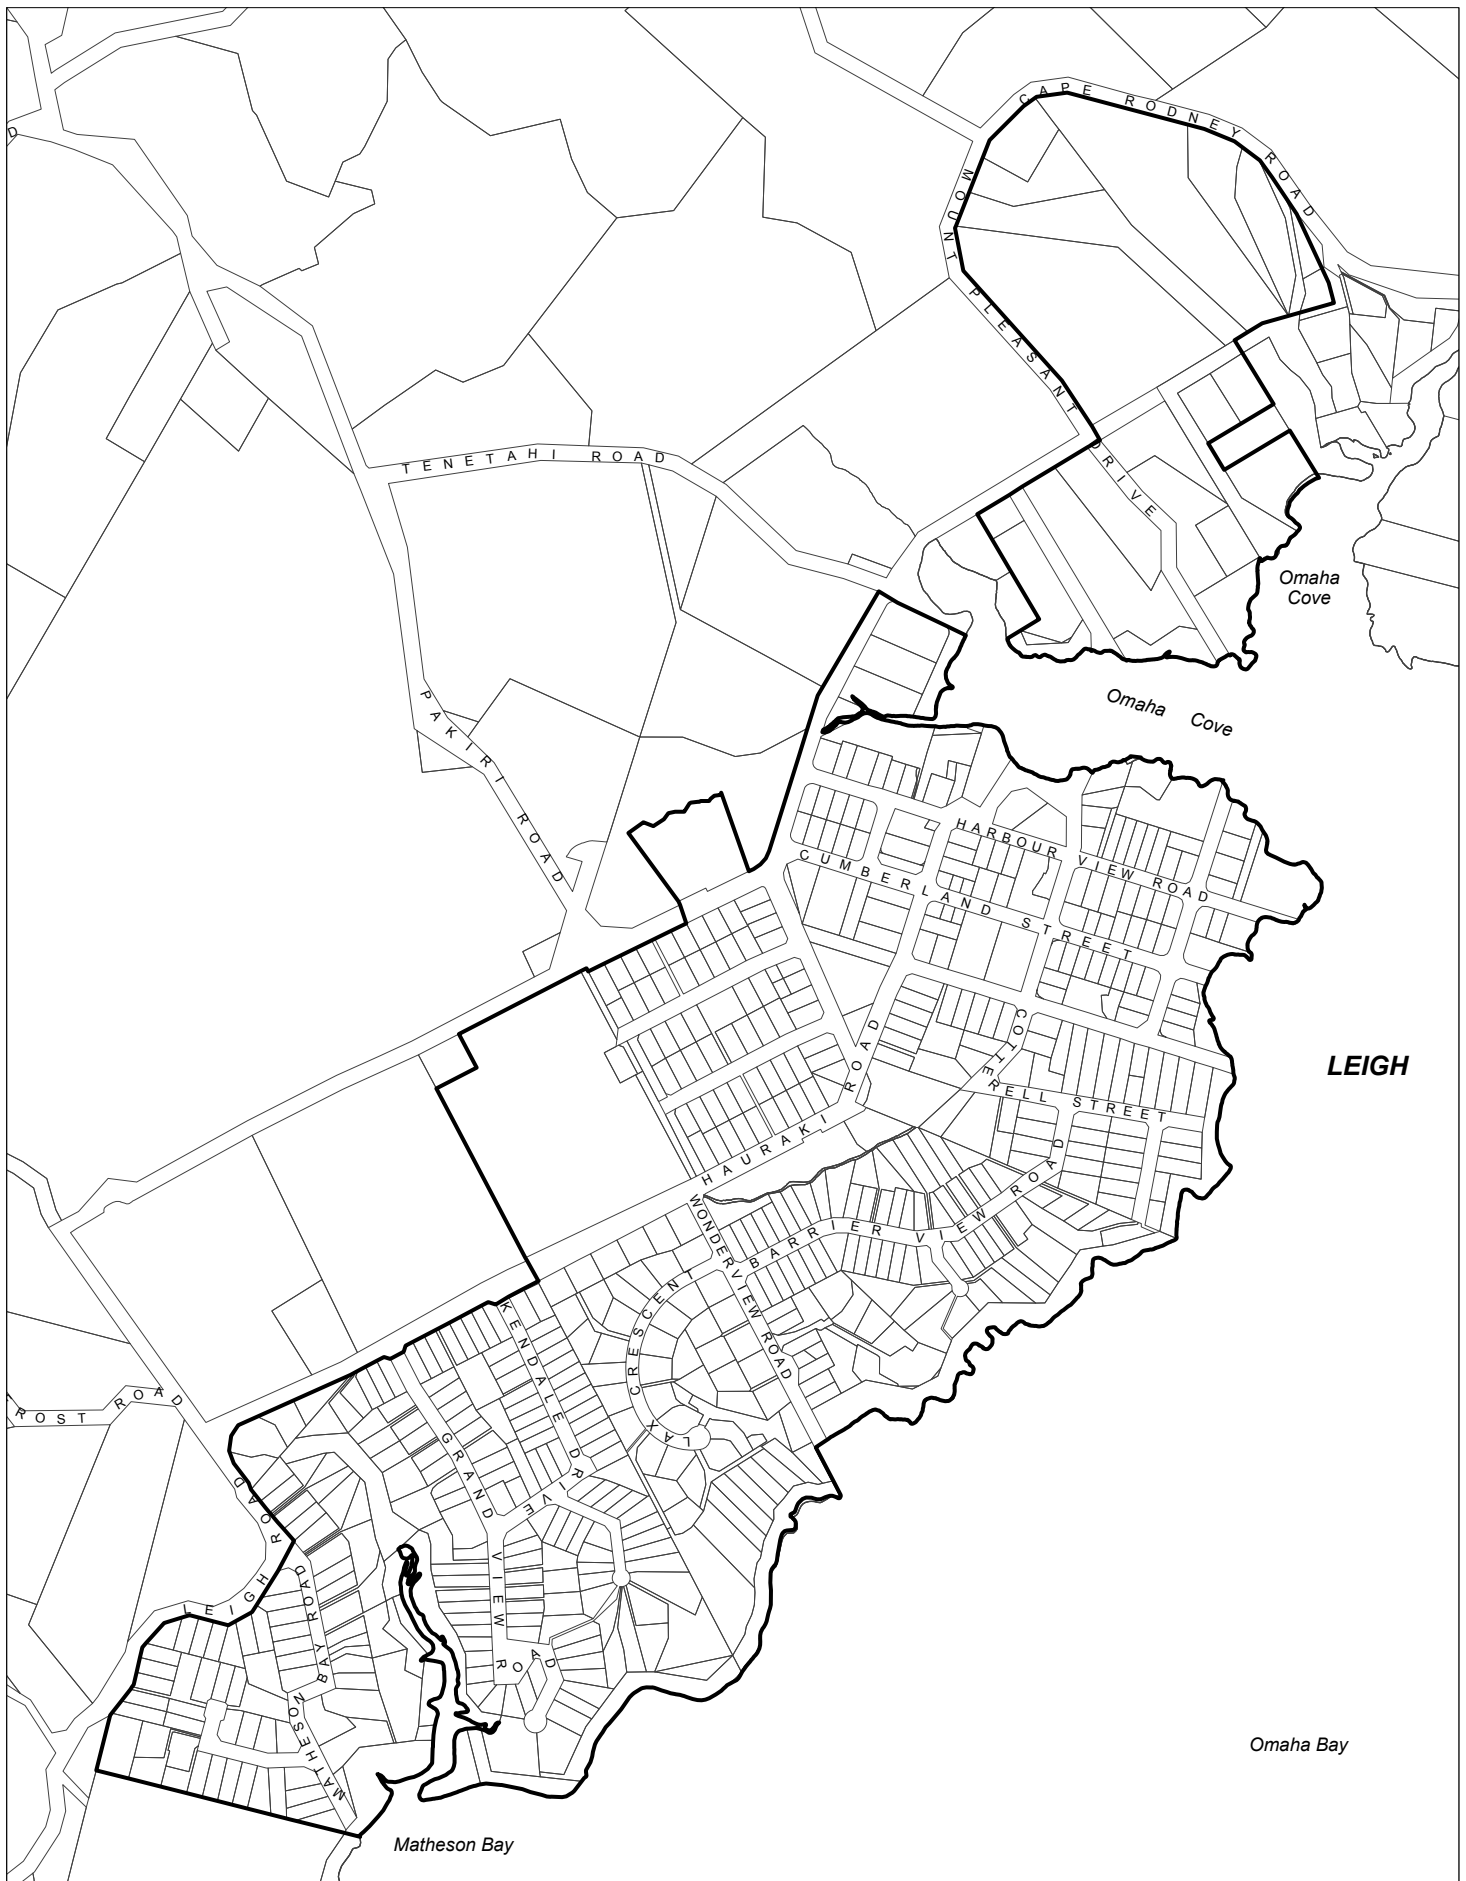 CAPE RODNEY ROAD
D
MOUNT PLEASANT DRIVE
TENETAHI ROAD
Omaha
Cove
Omaha Cove
PAKIRI ROAD
HARBOUR VIEW ROAD
CUMBERLAND STREET
COTTERELL STREET
LEIGH
HAURAKI ROAD
WONDERVIEW ROAD
BARRIER VIEW ROAD
LAX CRESCENT
KENDALE DRIVE
GRAND VIEW ROAD
ROST ROAD
LEIGH ROAD
MATHESON BAY ROAD
Omaha Bay
Matheson Bay